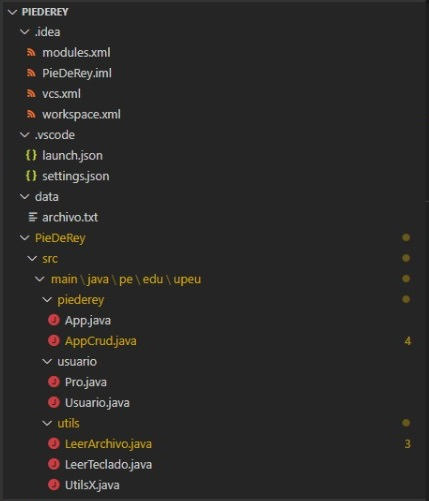 PIEDEREY
.idea
modules.xml
PieDeRey.iml
vcs.xml
workspace.xml
.vscode
{} launch.json
{} settings.json
data
archivo.txt
PieDeRey
src
main \ java \ pe \ edu \ upeu
piederey
J App.java
J AppCrud.java 4
usuario
J Pro.java
J Usuario.java
utils
J LeerArchivo.java 3
J LeerTeclado.java
J UtilsX.java